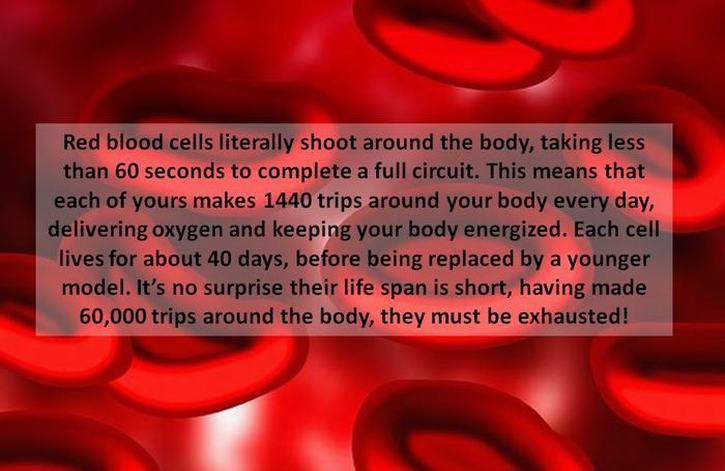 Red blood cells literally shoot around the body, taking less
than 60 seconds to complete a full circuit. This means that
each of yours makes 1440 trips around your body every day,
delivering oxygen and keeping your body energized. Each cell
lives for about 40 days, before being replaced by a younger
model. It’s no surprise their life span is short, having made
60,000 trips around the body, they must be exhausted!